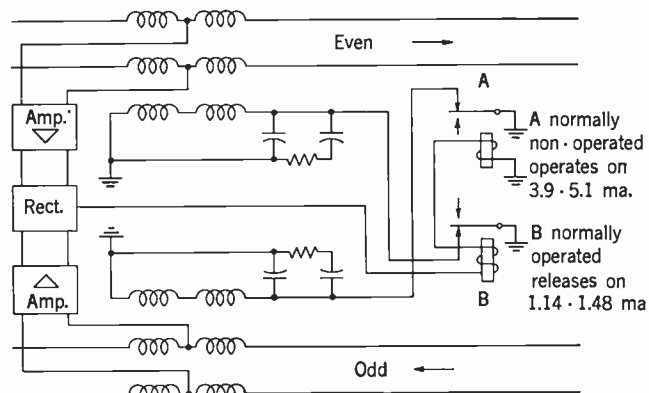 Even
A
Amp.
A normally
non-operated
operates on
3.9-5.1 ma.
Rect.
B normally
operated
releases on
1.14-1.48 ma
Amp.
B
Odd